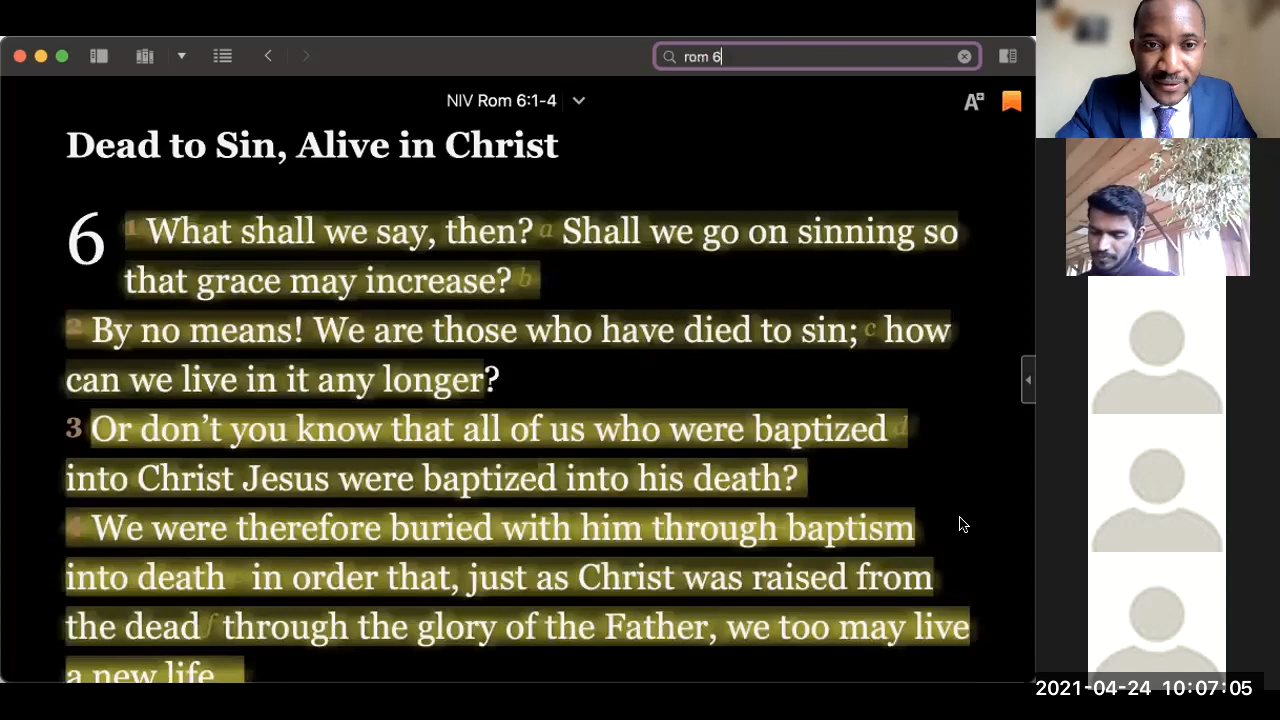 rom 6
NIV Rom 6:1-4
A
Dead to Sin, Alive in Christ
6 1 What shall we say, then? a Shall we go on sinning so
that grace may increase? b
2 By no means! We are those who have died to sin; c how
can we live in it any longer?
3 Or don’t you know that all of us who were baptized d
into Christ Jesus were baptized into his death?
4 We were therefore buried with him through baptism
into death in order that, just as Christ was raised from
the dead f through the glory of the Father, we too may live
a new life
2021-04-24 10:07:05